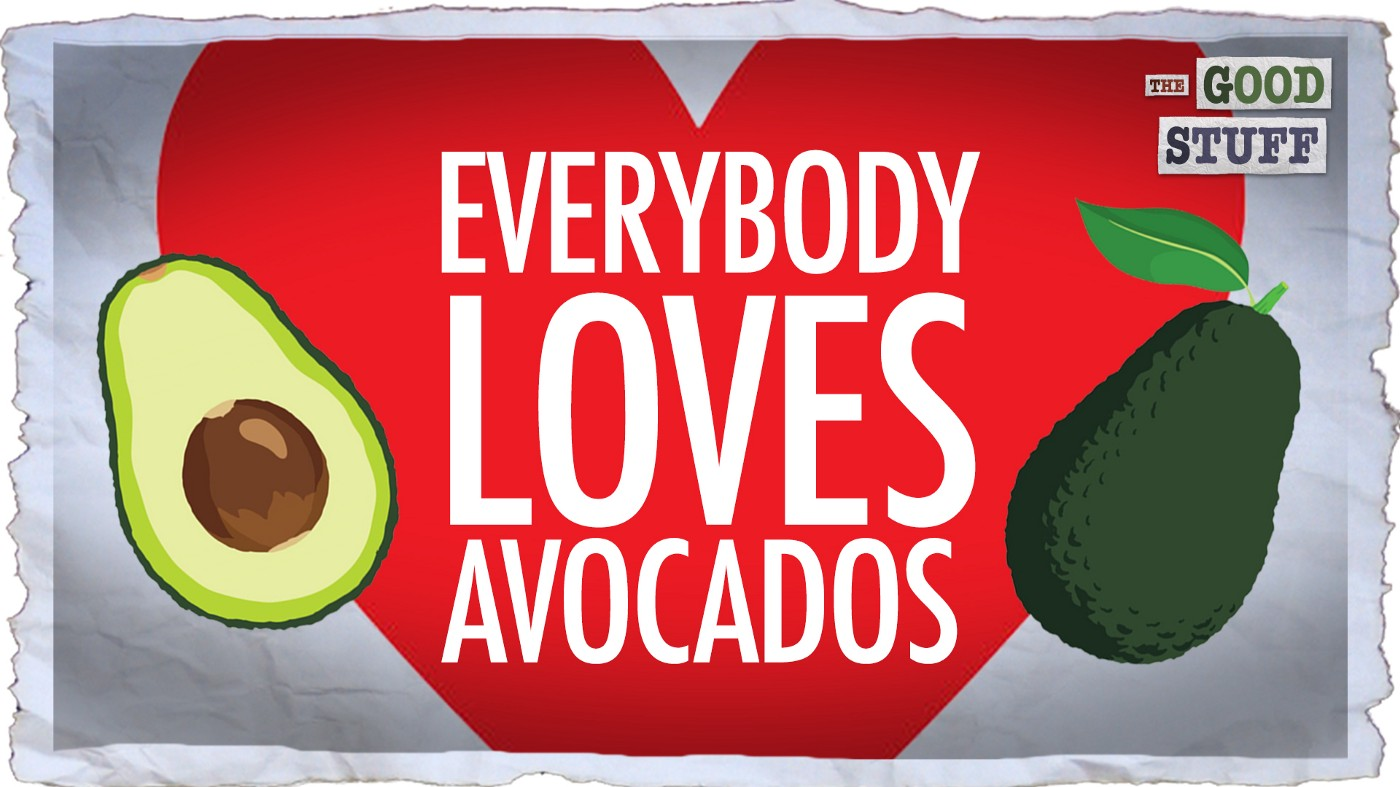 THE GOOD
STUFF
EVERYBODY
LOVES
AVOCADOS